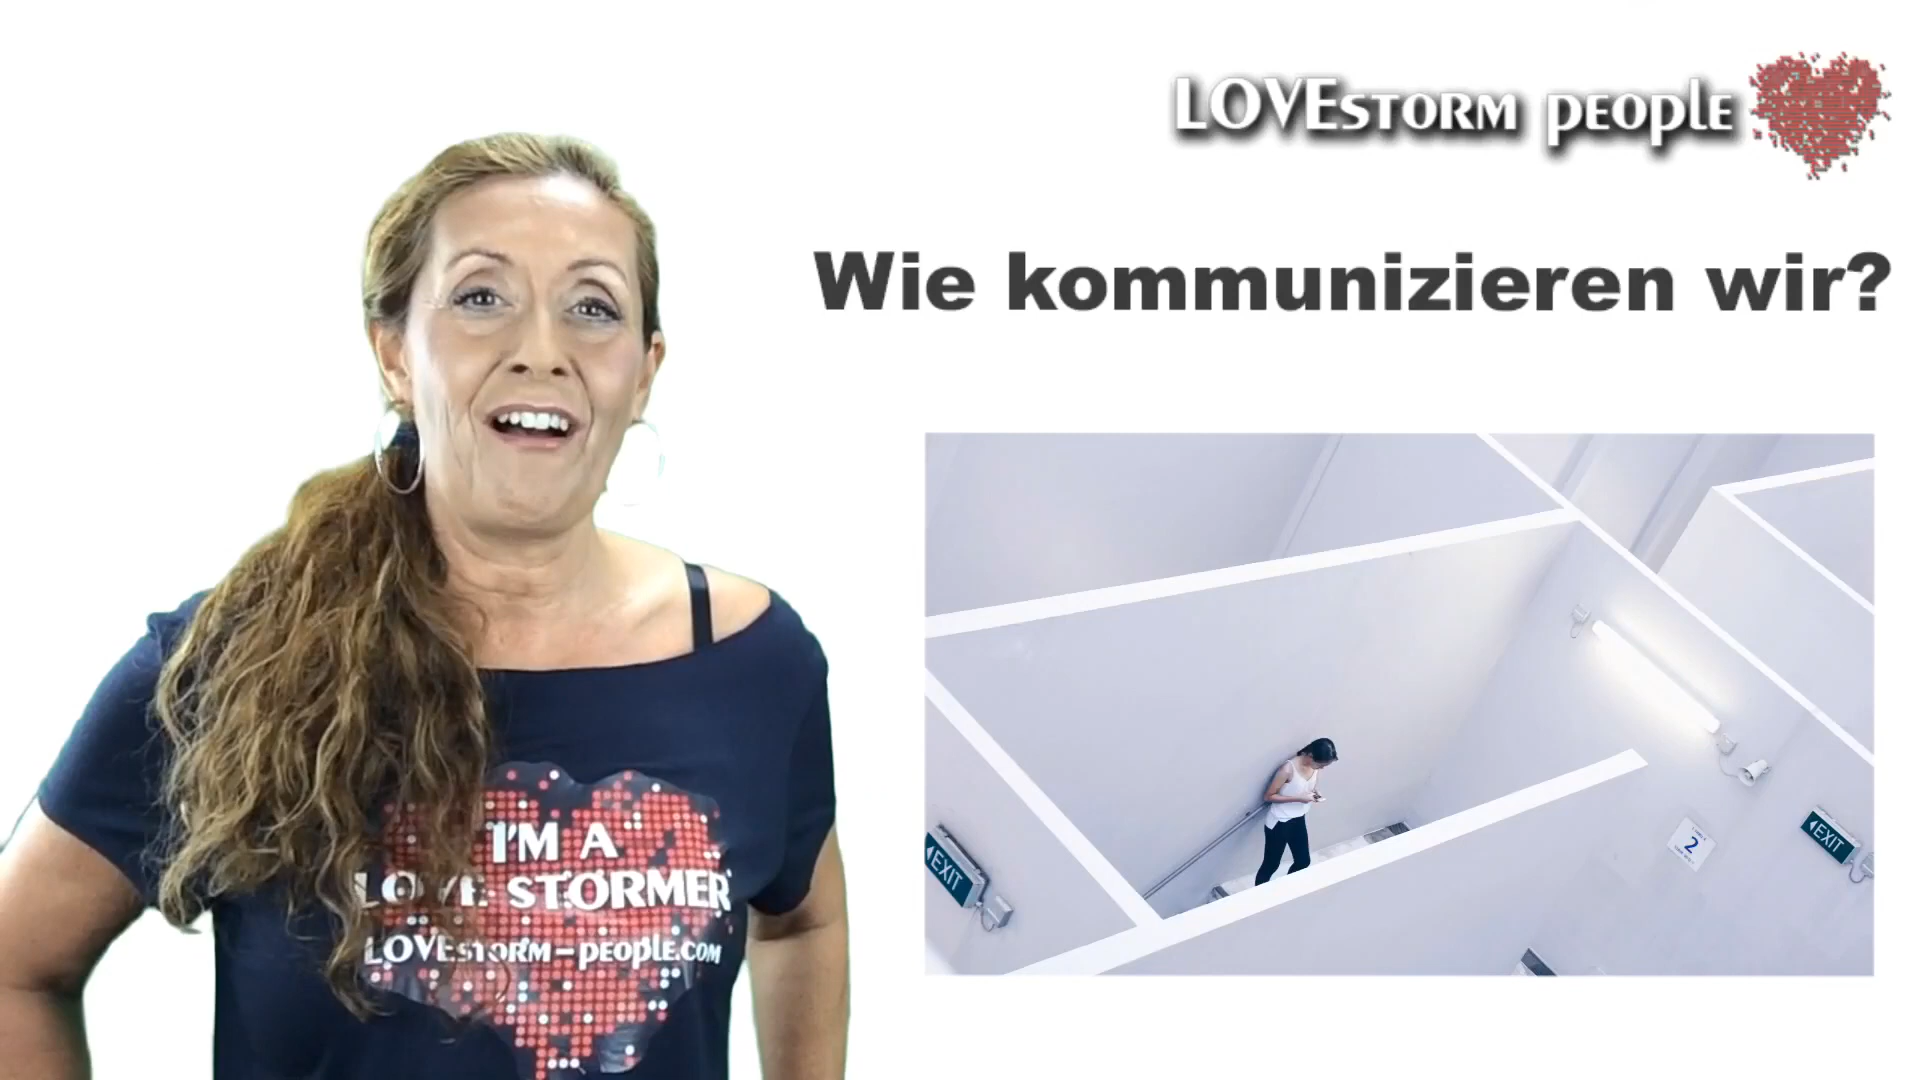 LOVESTORM PEOPLE
Wie kommunizieren wir?
I'M A
LOVE STORMER
LOVESTORM-PEOPLE.COM
EXIT
2
EXIT